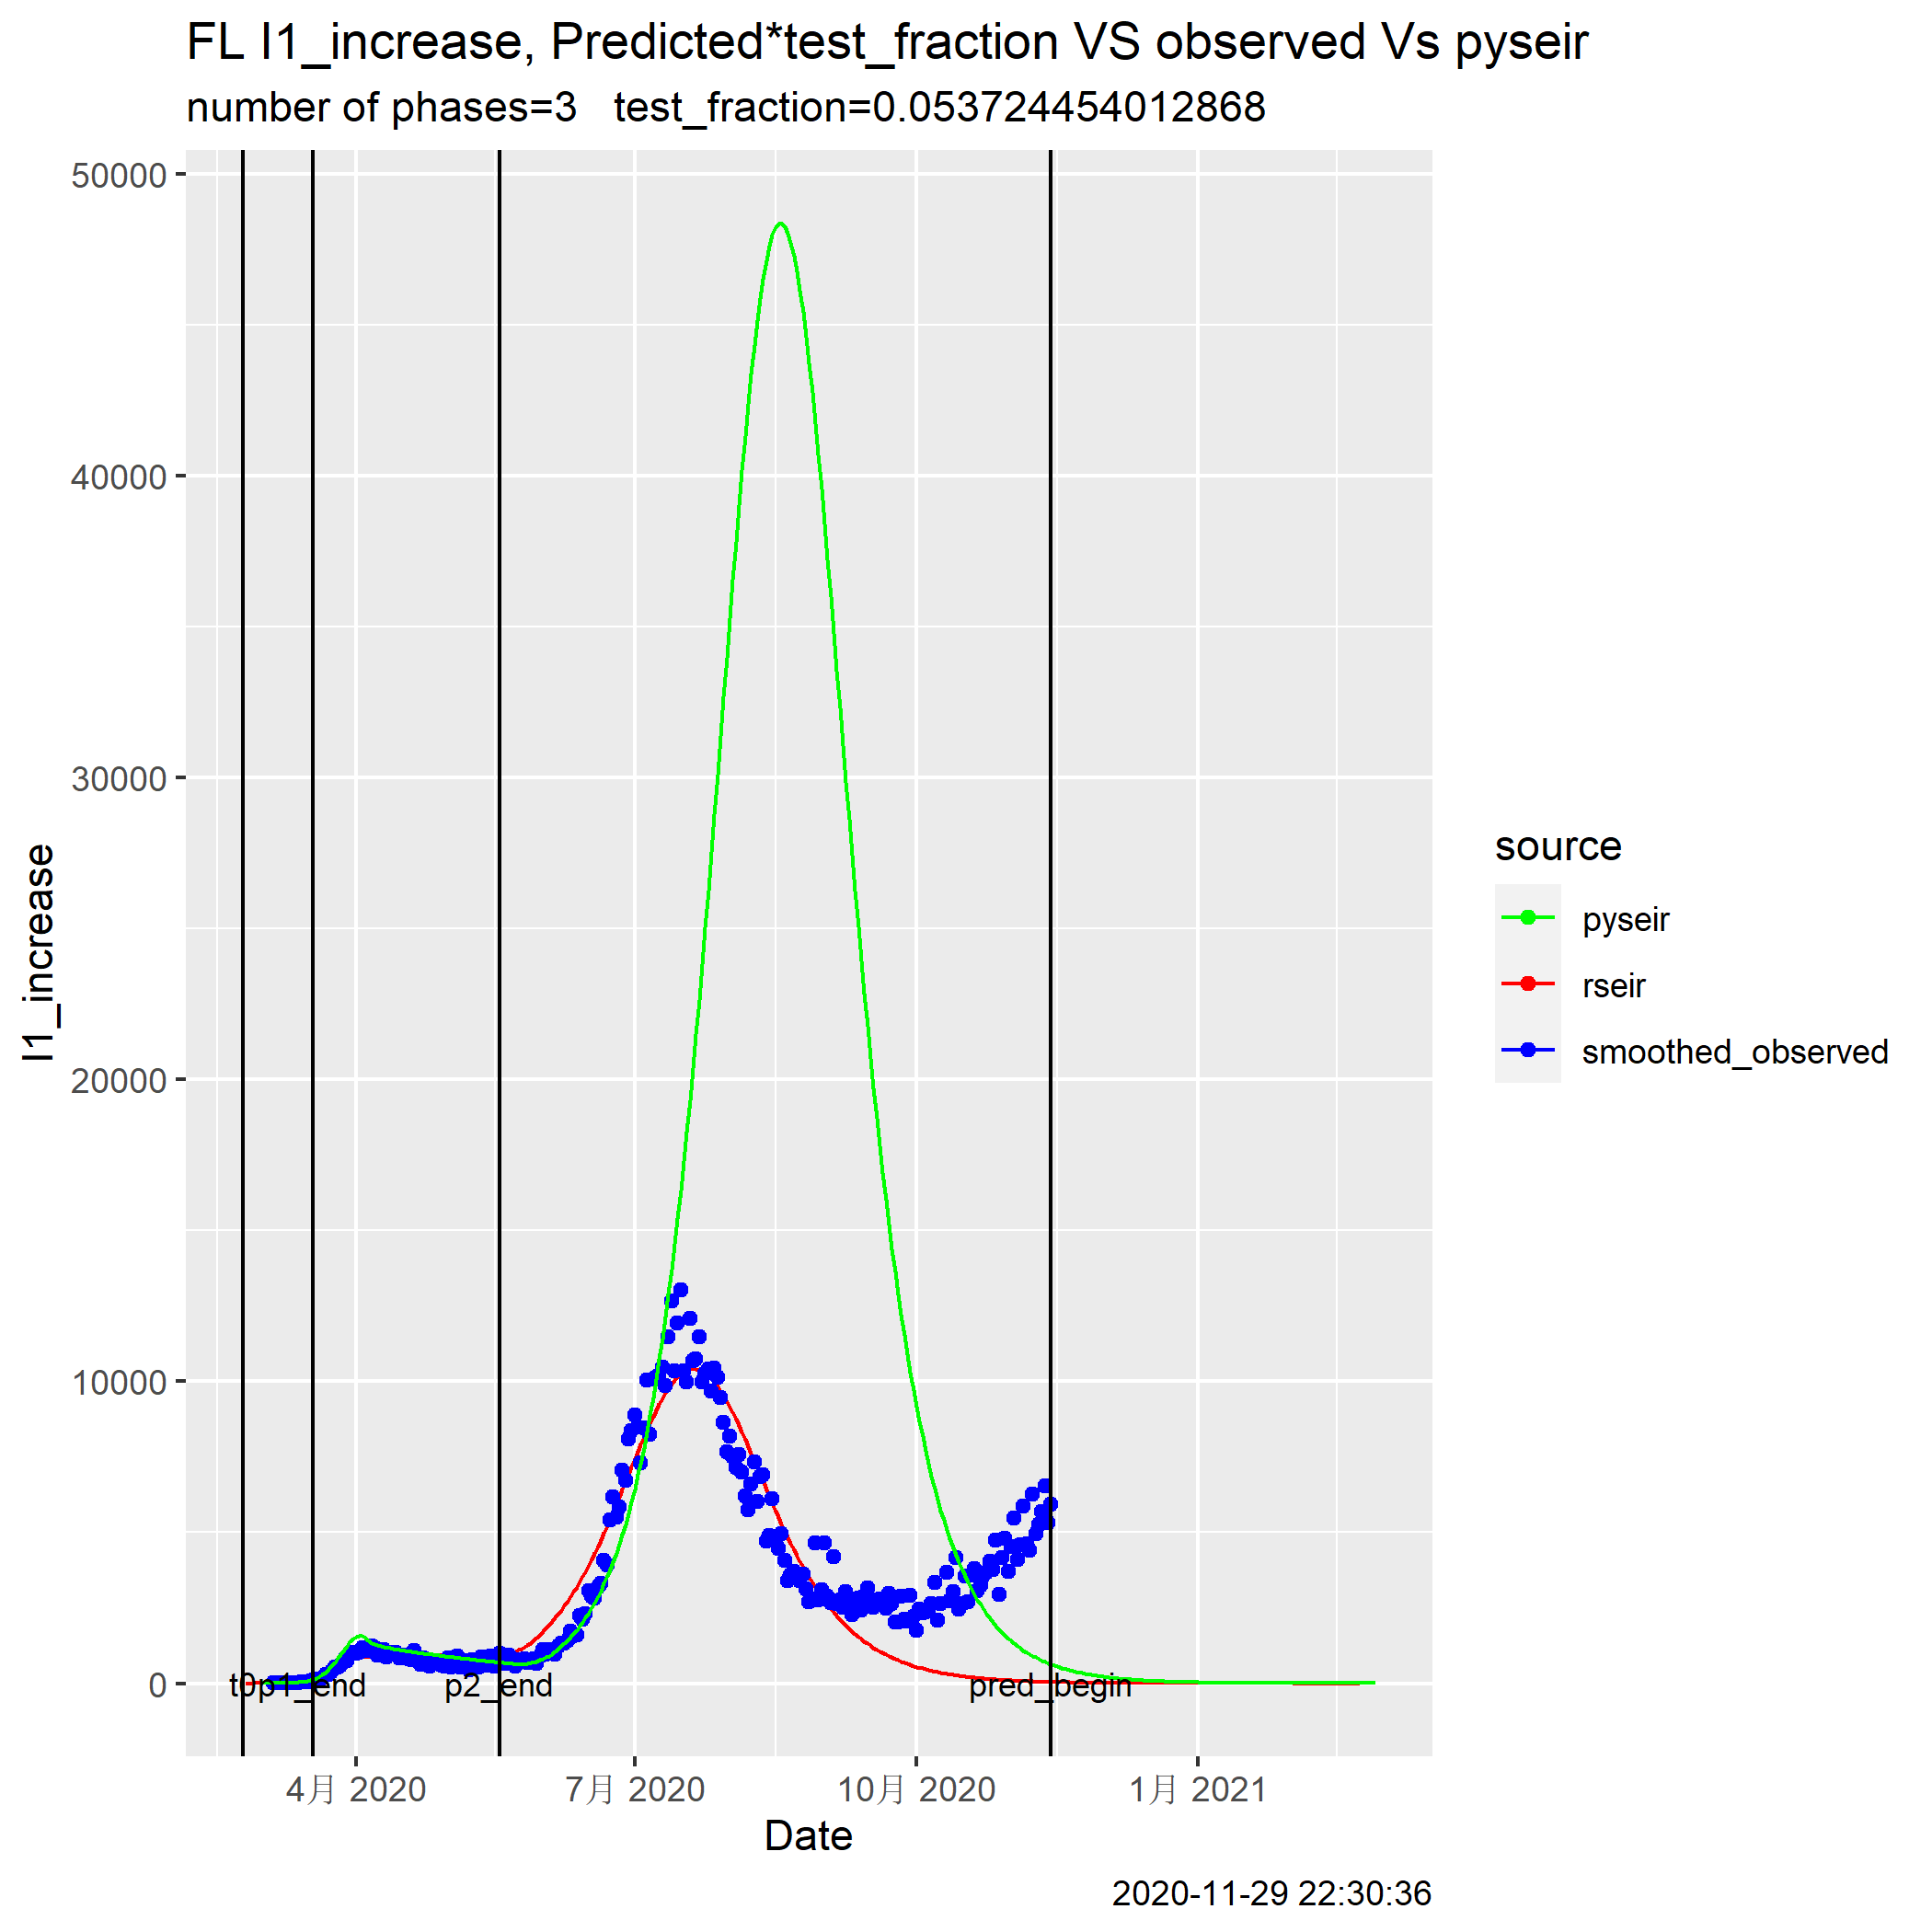 FL I1_increase, Predicted*test_fraction VS observed Vs pyseir
number of phases=3   test_fraction=0.053724454012868
50000
40000
30000
20000
10000
0
I1_increase
t0
p1_end
p2_end
pred_begin
4月 2020
7月 2020
10月 2020
1月 2021
Date
source
pyseir
rseir
smoothed_observed
2020-11-29 22:30:36